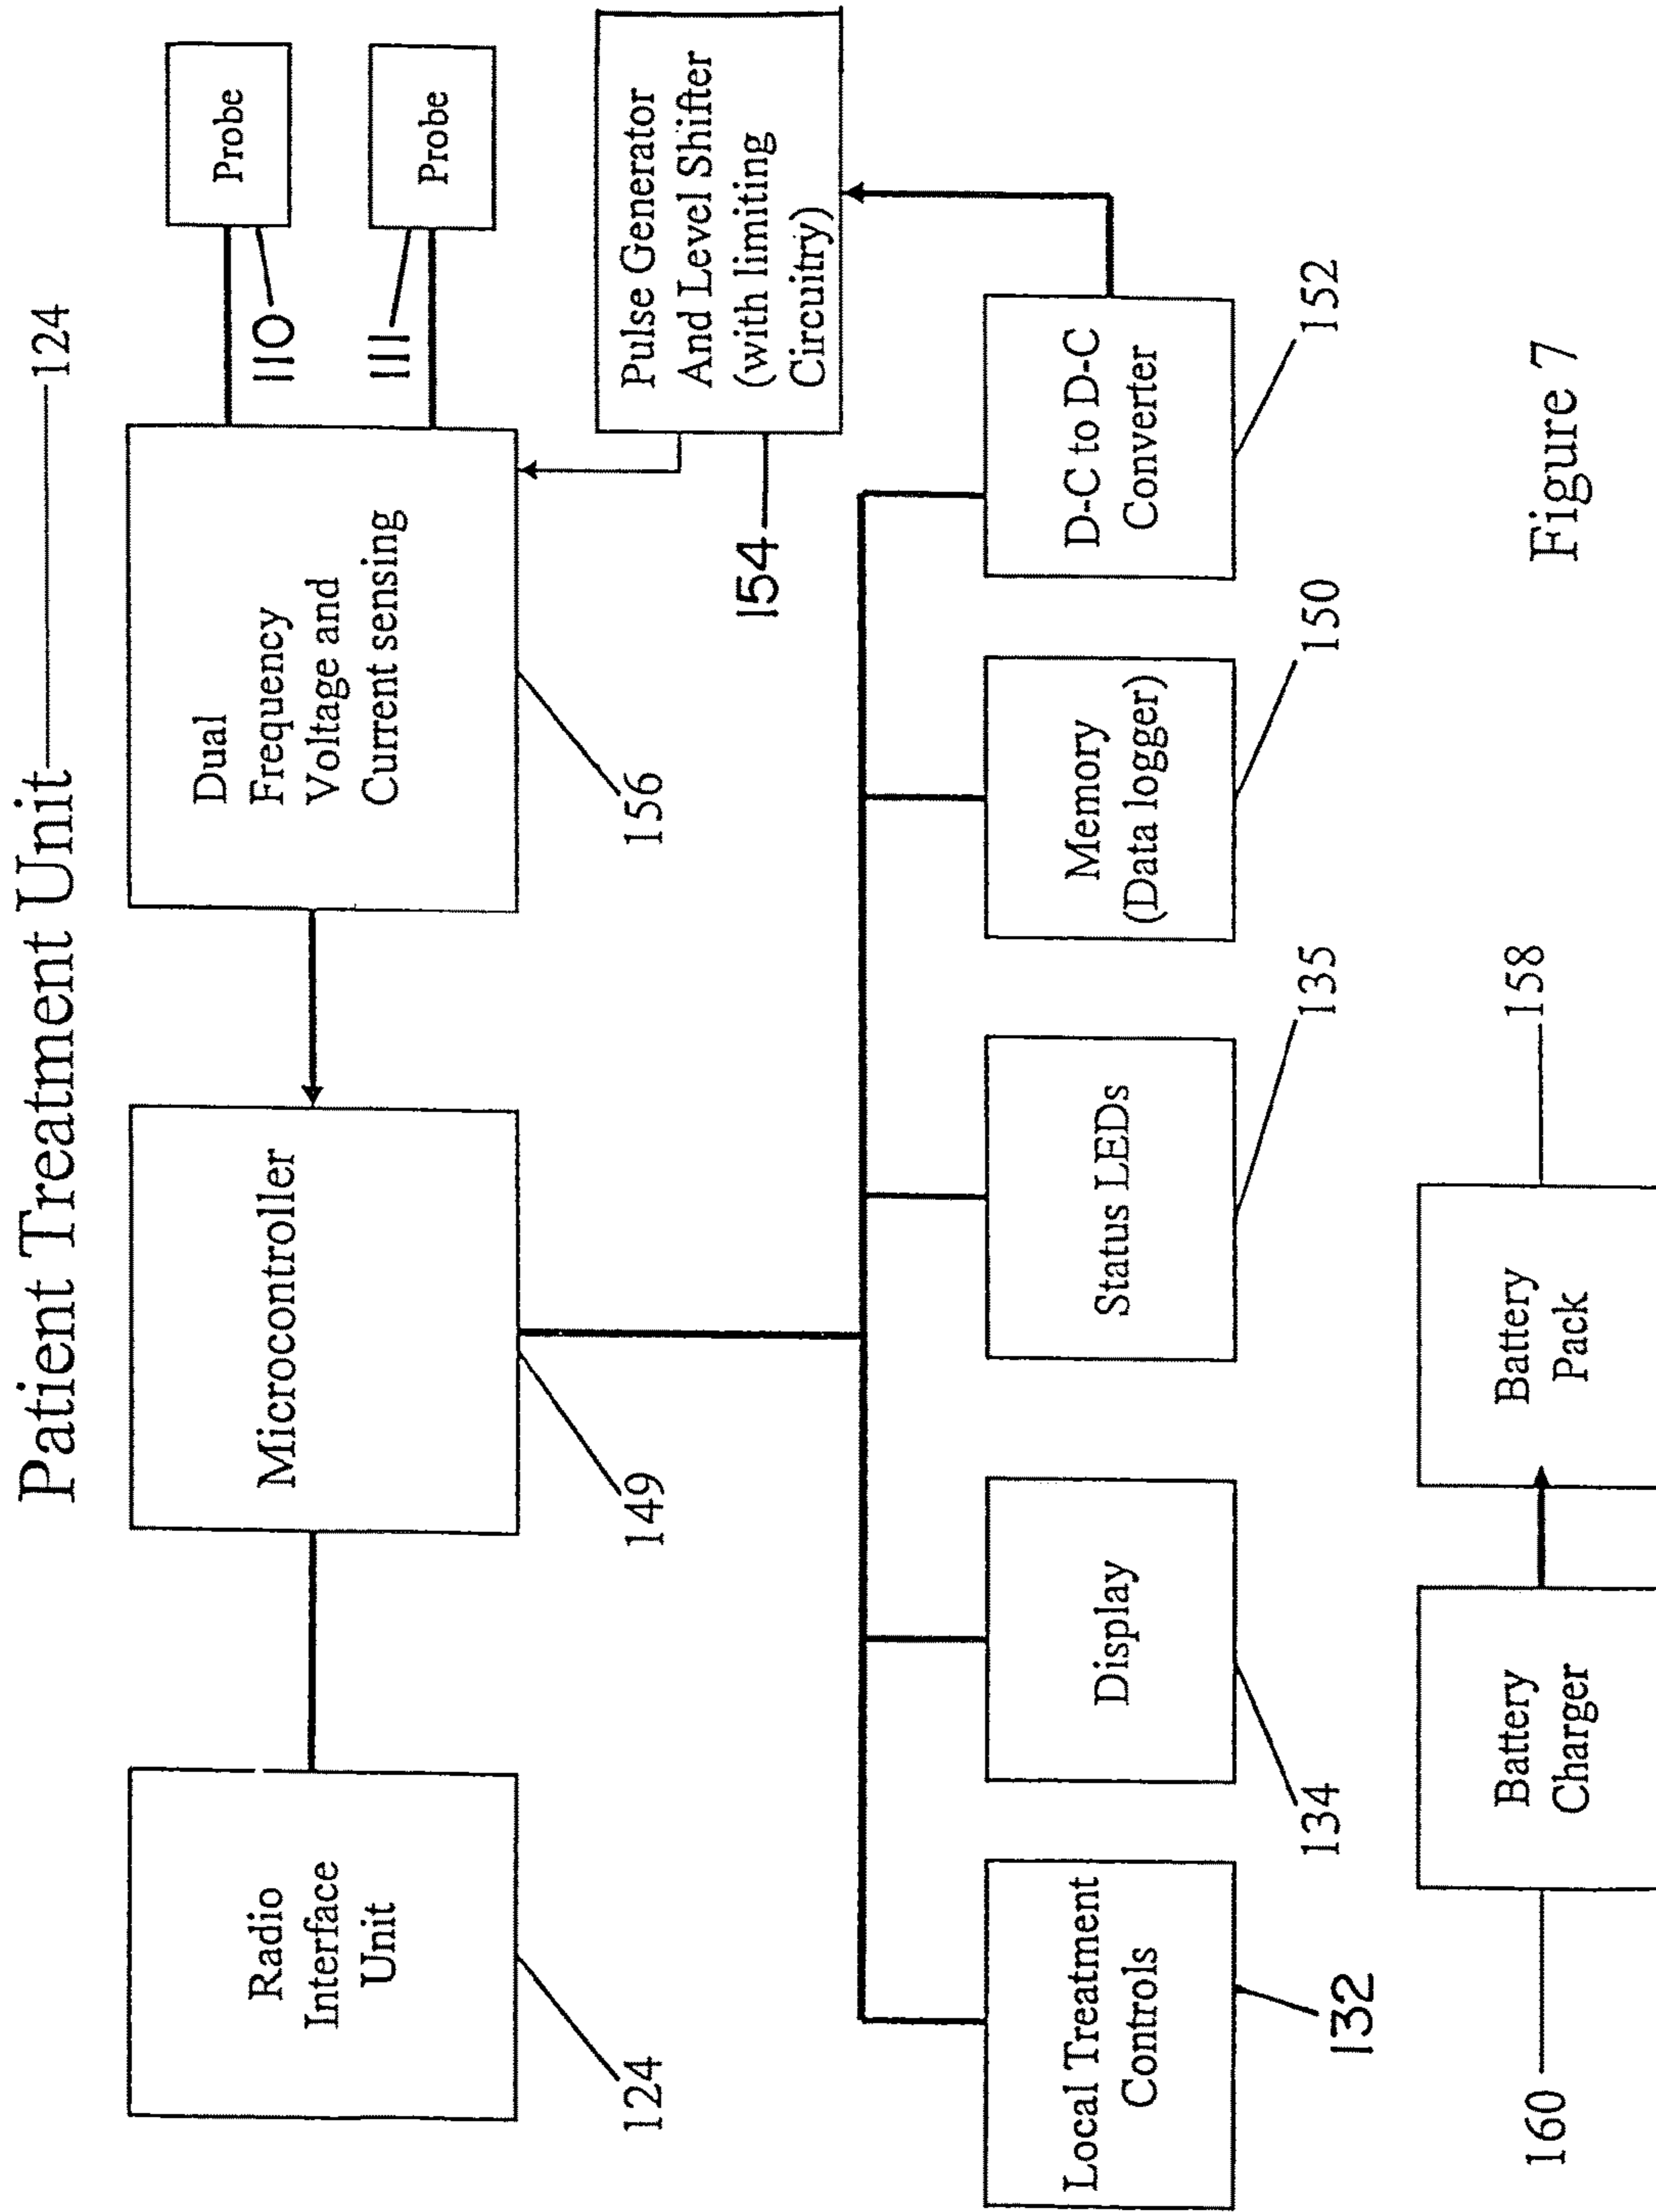 Patient Treatment Unit
124
Radio
Interface
Unit
124
Microcontroller
149
Dual
Frequency
Voltage and
Current sensing
156
Probe
110
Probe
111
Pulse Generator
And Level Shifter
(with limiting
Circuitry)
154
Local Treatment
Controls
132
Display
134
Status LEDs
135
Memory
(Data logger)
150
D-C to D-C
Converter
152
160
Battery
Charger
Battery
Pack
158
Figure 7